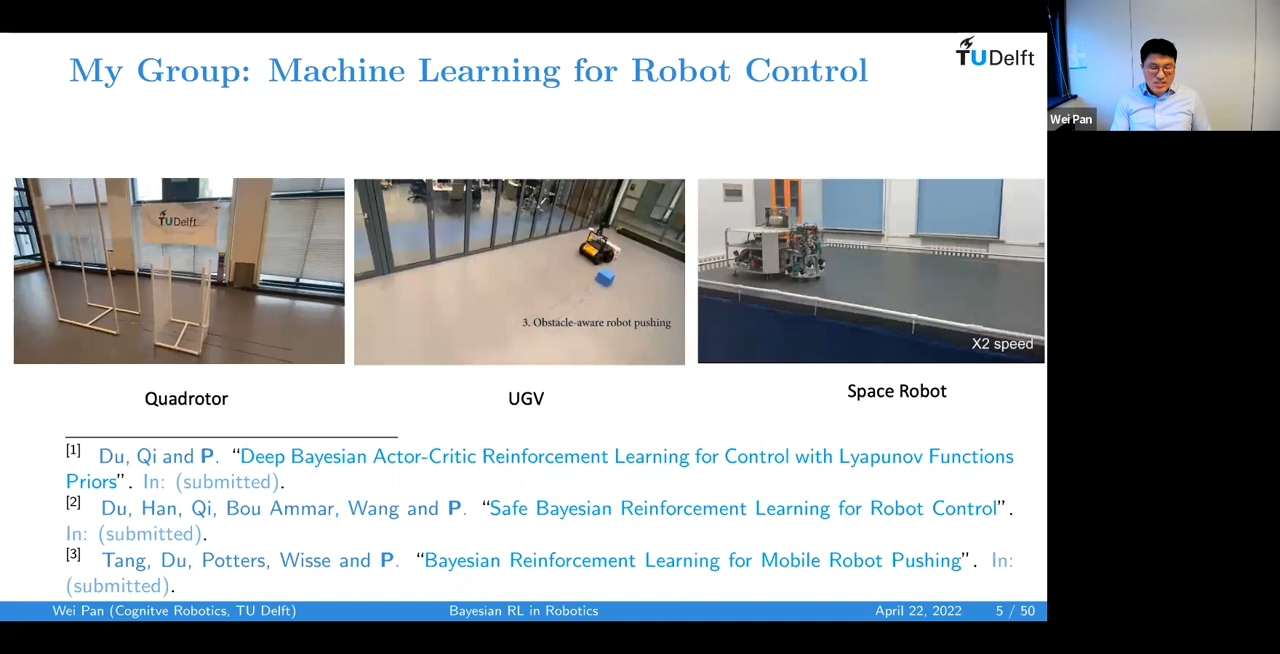 My Group: Machine Learning for Robot Control
TUDelft
Wei Pan
TUDelft
3. Obstacle-aware robot pushing
X2 speed
Quadrotor
UGV
Space Robot
[1] Du, Qi and P. “Deep Bayesian Actor-Critic Reinforcement Learning for Control with Lyapunov Functions
Priors”. In: (submitted).
[2] Du, Han, Qi, Bou Ammar, Wang and P. “Safe Bayesian Reinforcement Learning for Robot Control”.
In: (submitted).
[3] Tang, Du, Potters, Wisse and P. “Bayesian Reinforcement Learning for Mobile Robot Pushing”. In:
(submitted).
Wei Pan (Cognitve Robotics, TU Delft) Bayesian RL in Robotics April 22, 2022 5 / 50